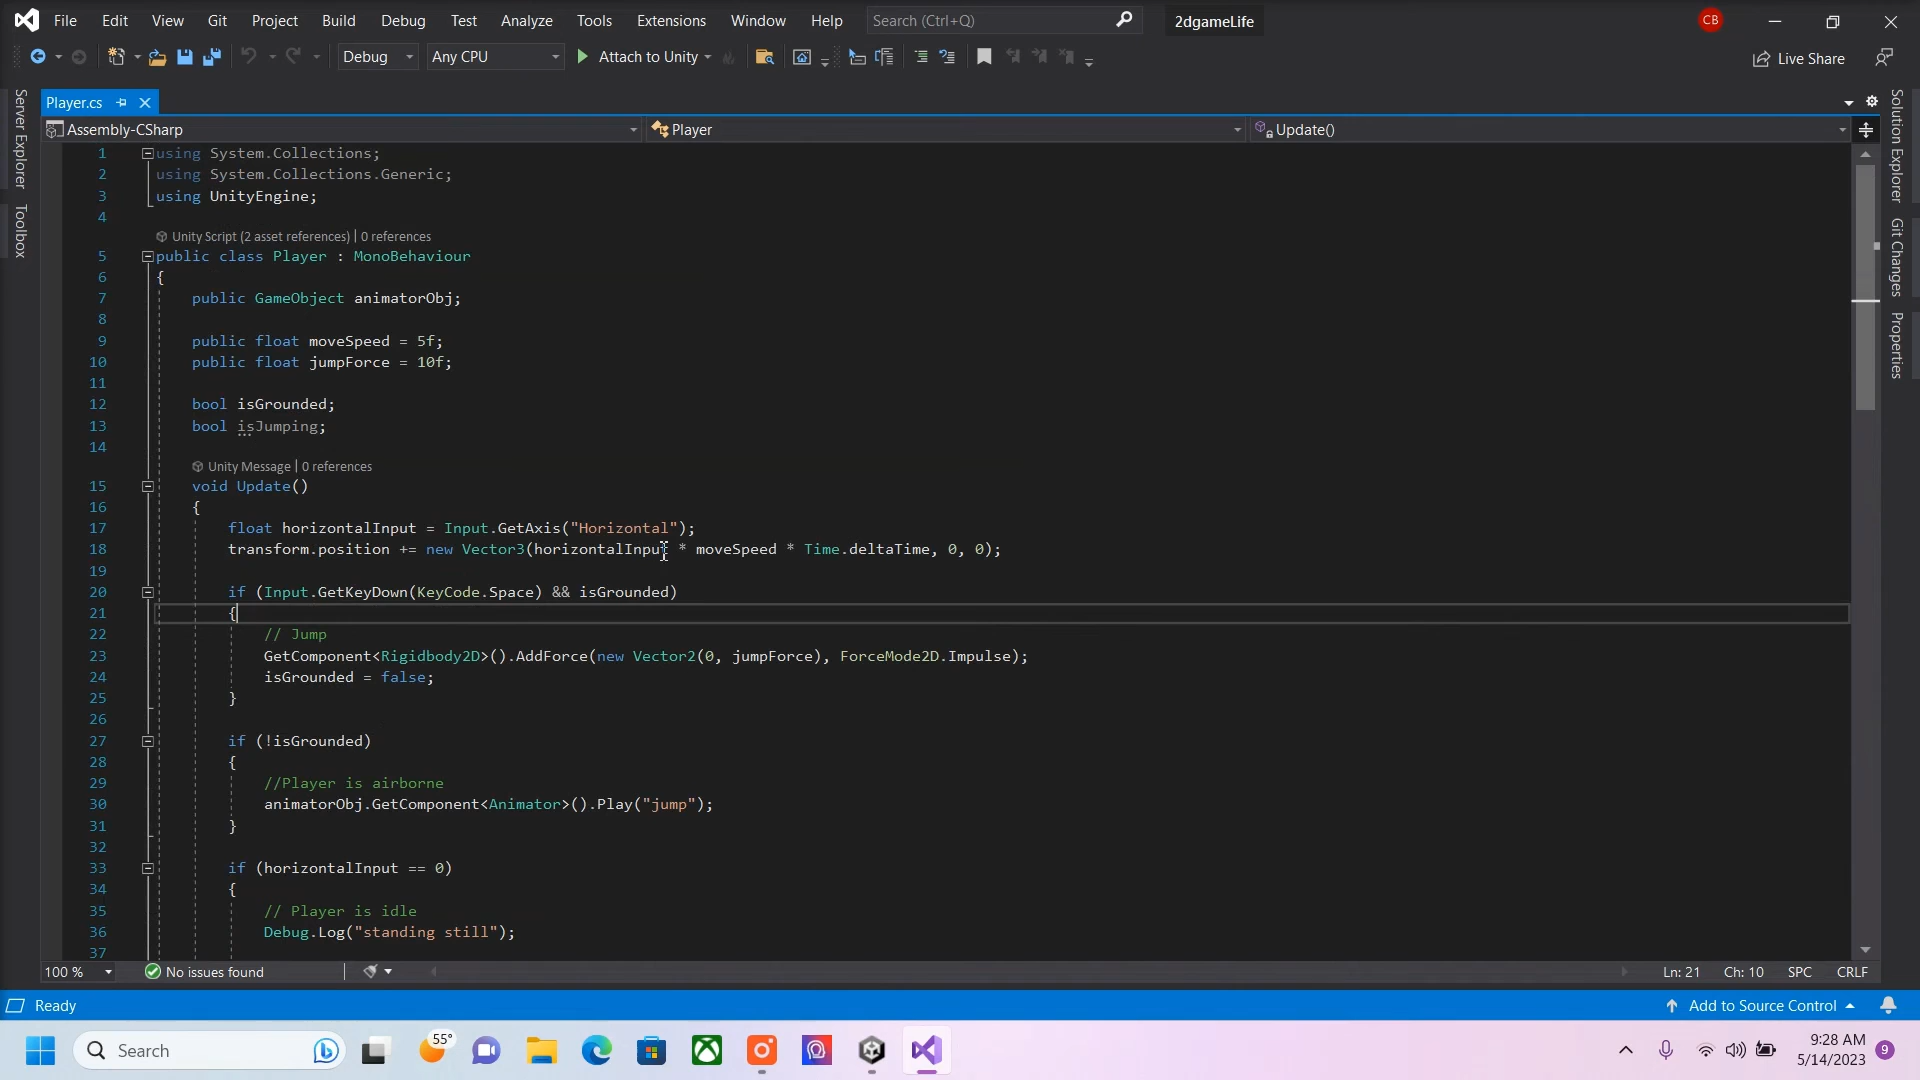 File Edit View Git Project Build Debug Test Analyze Tools Extensions Window Help Search (Ctrl+Q) 2dgameLife CB
Debug Any CPU Attach to Unity Live Share
Server Explorer
Toolbox
Player.cs
Assembly-CSharp Player Update()
1 using System.Collections;
2 using System.Collections.Generic;
3 using UnityEngine;
4
Unity Script (2 asset references) | 0 references
5 public class Player : MonoBehaviour
6 {
7 public GameObject animatorObj;
8
9 public float moveSpeed = 5f;
10 public float jumpForce = 10f;
11
12 bool isGrounded;
13 bool isJumping;
14
Unity Message | 0 references
15 void Update()
16 {
17 float horizontalInput = Input.GetAxis("Horizontal");
18 transform.position += new Vector3(horizontalInput * moveSpeed * Time.deltaTime, 0, 0);
19
20 if (Input.GetKeyDown(KeyCode.Space) && isGrounded)
21 {
22 // Jump
23 GetComponent<Rigidbody2D>().AddForce(new Vector2(0, jumpForce), ForceMode2D.Impulse);
24 isGrounded = false;
25 }
26
27 if (!isGrounded)
28 {
29 //Player is airborne
30 animatorObj.GetComponent<Animator>().Play("jump");
31 }
32
33 if (horizontalInput == 0)
34 {
35 // Player is idle
36 Debug.Log("standing still");
37
Solution Explorer
Git Changes
Properties
100 % No issues found Ln: 21 Ch: 10 SPC CRLF
Ready Add to Source Control
Search 55° 9:28 AM
5/14/2023 9